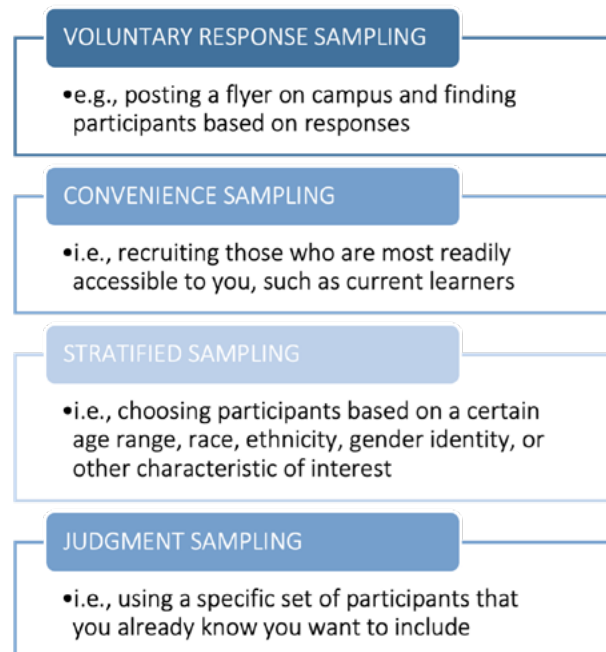 VOLUNTARY RESPONSE SAMPLING
•e.g., posting a flyer on campus and finding
participants based on responses
CONVENIENCE SAMPLING
•i.e., recruiting those who are most readily
accessible to you, such as current learners
STRATIFIED SAMPLING
•i.e., choosing participants based on a certain
age range, race, ethnicity, gender identity, or
other characteristic of interest
JUDGMENT SAMPLING
•i.e., using a specific set of participants that
you already know you want to include